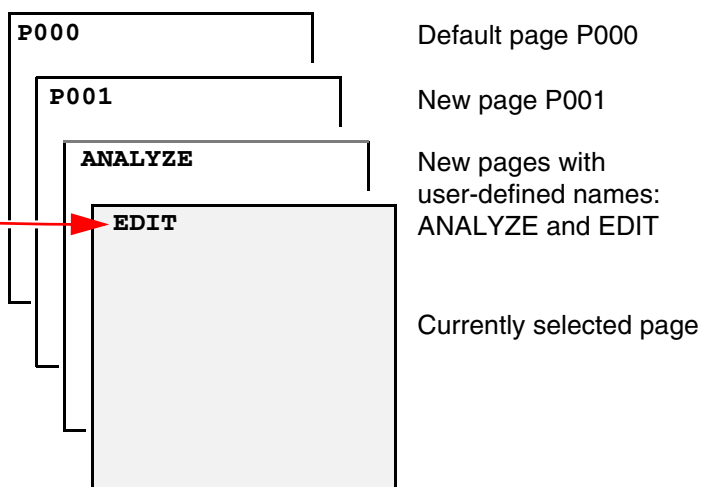 P000
Default page P000
P001
New page P001
ANALYZE
New pages with
user-defined names:
ANALYZE and EDIT
EDIT
Currently selected page